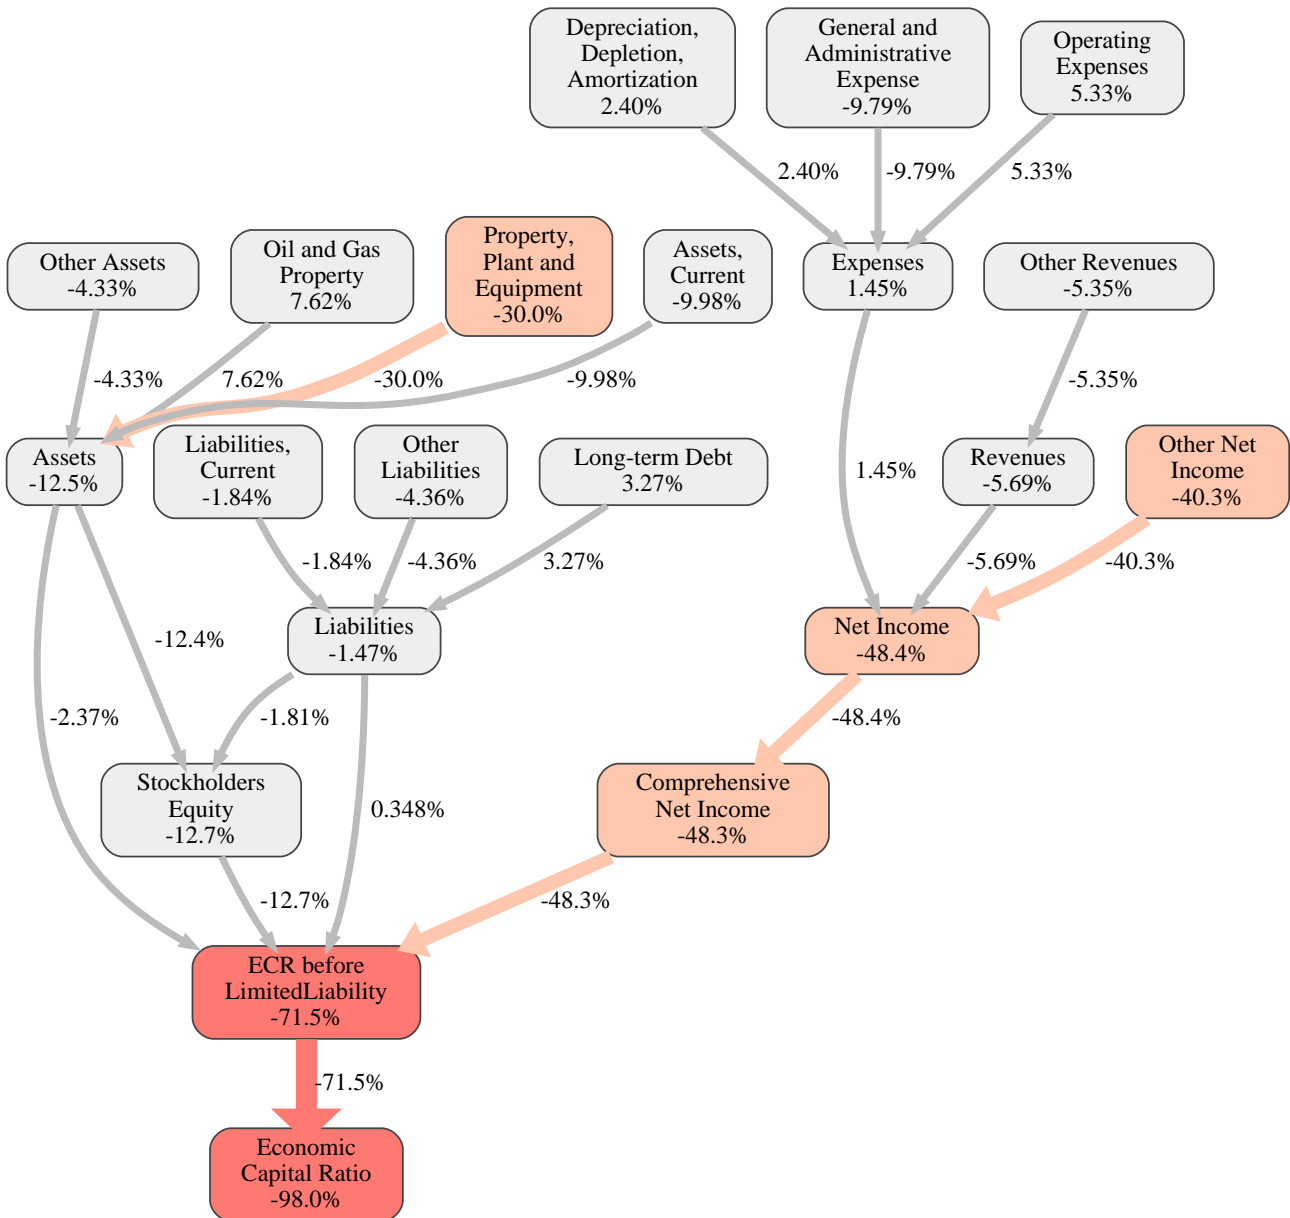 Depreciation,
Depletion,
Amortization
2.40%
General and
Administrative
Expense
-9.79%
Operating
Expenses
5.33%
2.40%
-9.79%
5.33%
Other Assets
-4.33%
Oil and Gas
Property
7.62%
Property,
Plant and
Equipment
-30.0%
Assets,
Current
-9.98%
Expenses
1.45%
Other Revenues
-5.35%
-4.33%
7.62%
-30.0%
-9.98%
-5.35%
Assets
-12.5%
Liabilities,
Current
-1.84%
Other
Liabilities
-4.36%
Long-term Debt
3.27%
1.45%
Revenues
-5.69%
Other Net
Income
-40.3%
-1.84%
-4.36%
3.27%
-5.69%
-40.3%
-12.4%
Liabilities
-1.47%
Net Income
-48.4%
-2.37%
-1.81%
-48.4%
Stockholders
Equity
-12.7%
0.348%
Comprehensive
Net Income
-48.3%
-12.7%
-48.3%
ECR before
LimitedLiability
-71.5%
-71.5%
Economic
Capital Ratio
-98.0%